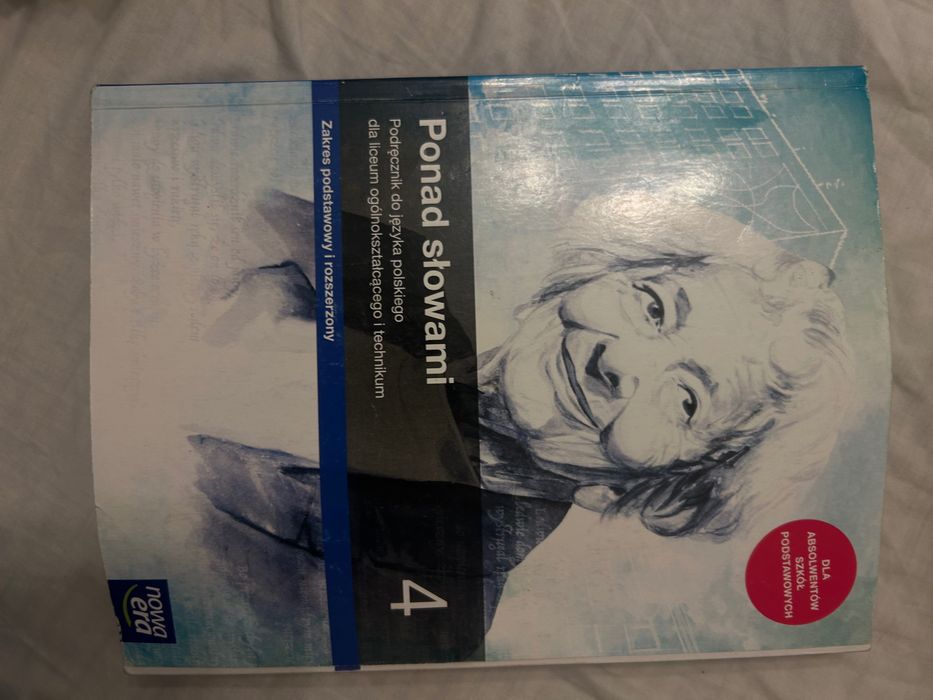 Ponad słowami
Podręcznik do języka polskiego
dla liceum ogólnokształcącego i technikum
4
Zakres podstawowy i rozszerzony
DLA
ABSOLWENTÓW
SZKÓŁ
PODSTAWOWYCH
nowa
era